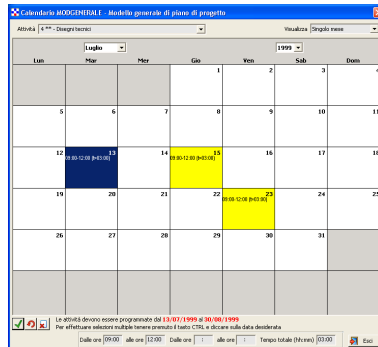 Calendario MODGENERALE - Modello generale di piano di progetto
Attività 4 ** - Disegni tecnici Visualizza Singolo mese
Luglio 1999
Lun Mar Mer Gio Ven Sab Dom
1 2 3 4
5 6 7 8 9 10 11
12 13 14 15 16 17 18
09:00-12:00 (t=03:00) 09:00-12:00 (t=03:00)
19 20 21 22 23 24 25
09:00-12:00 (t=03:00)
26 27 28 29 30 31
Le attività devono essere programmate dal 13/07/1999 al 30/08/1999
Per effettuare selezioni multiple tenere premuto il tasto CTRL e cliccare sulla data desiderata
Dalle ore 09:00 alle ore 12:00 Dalle ore : alle ore : Tempo totale (hh:mm) 03:00 Esci